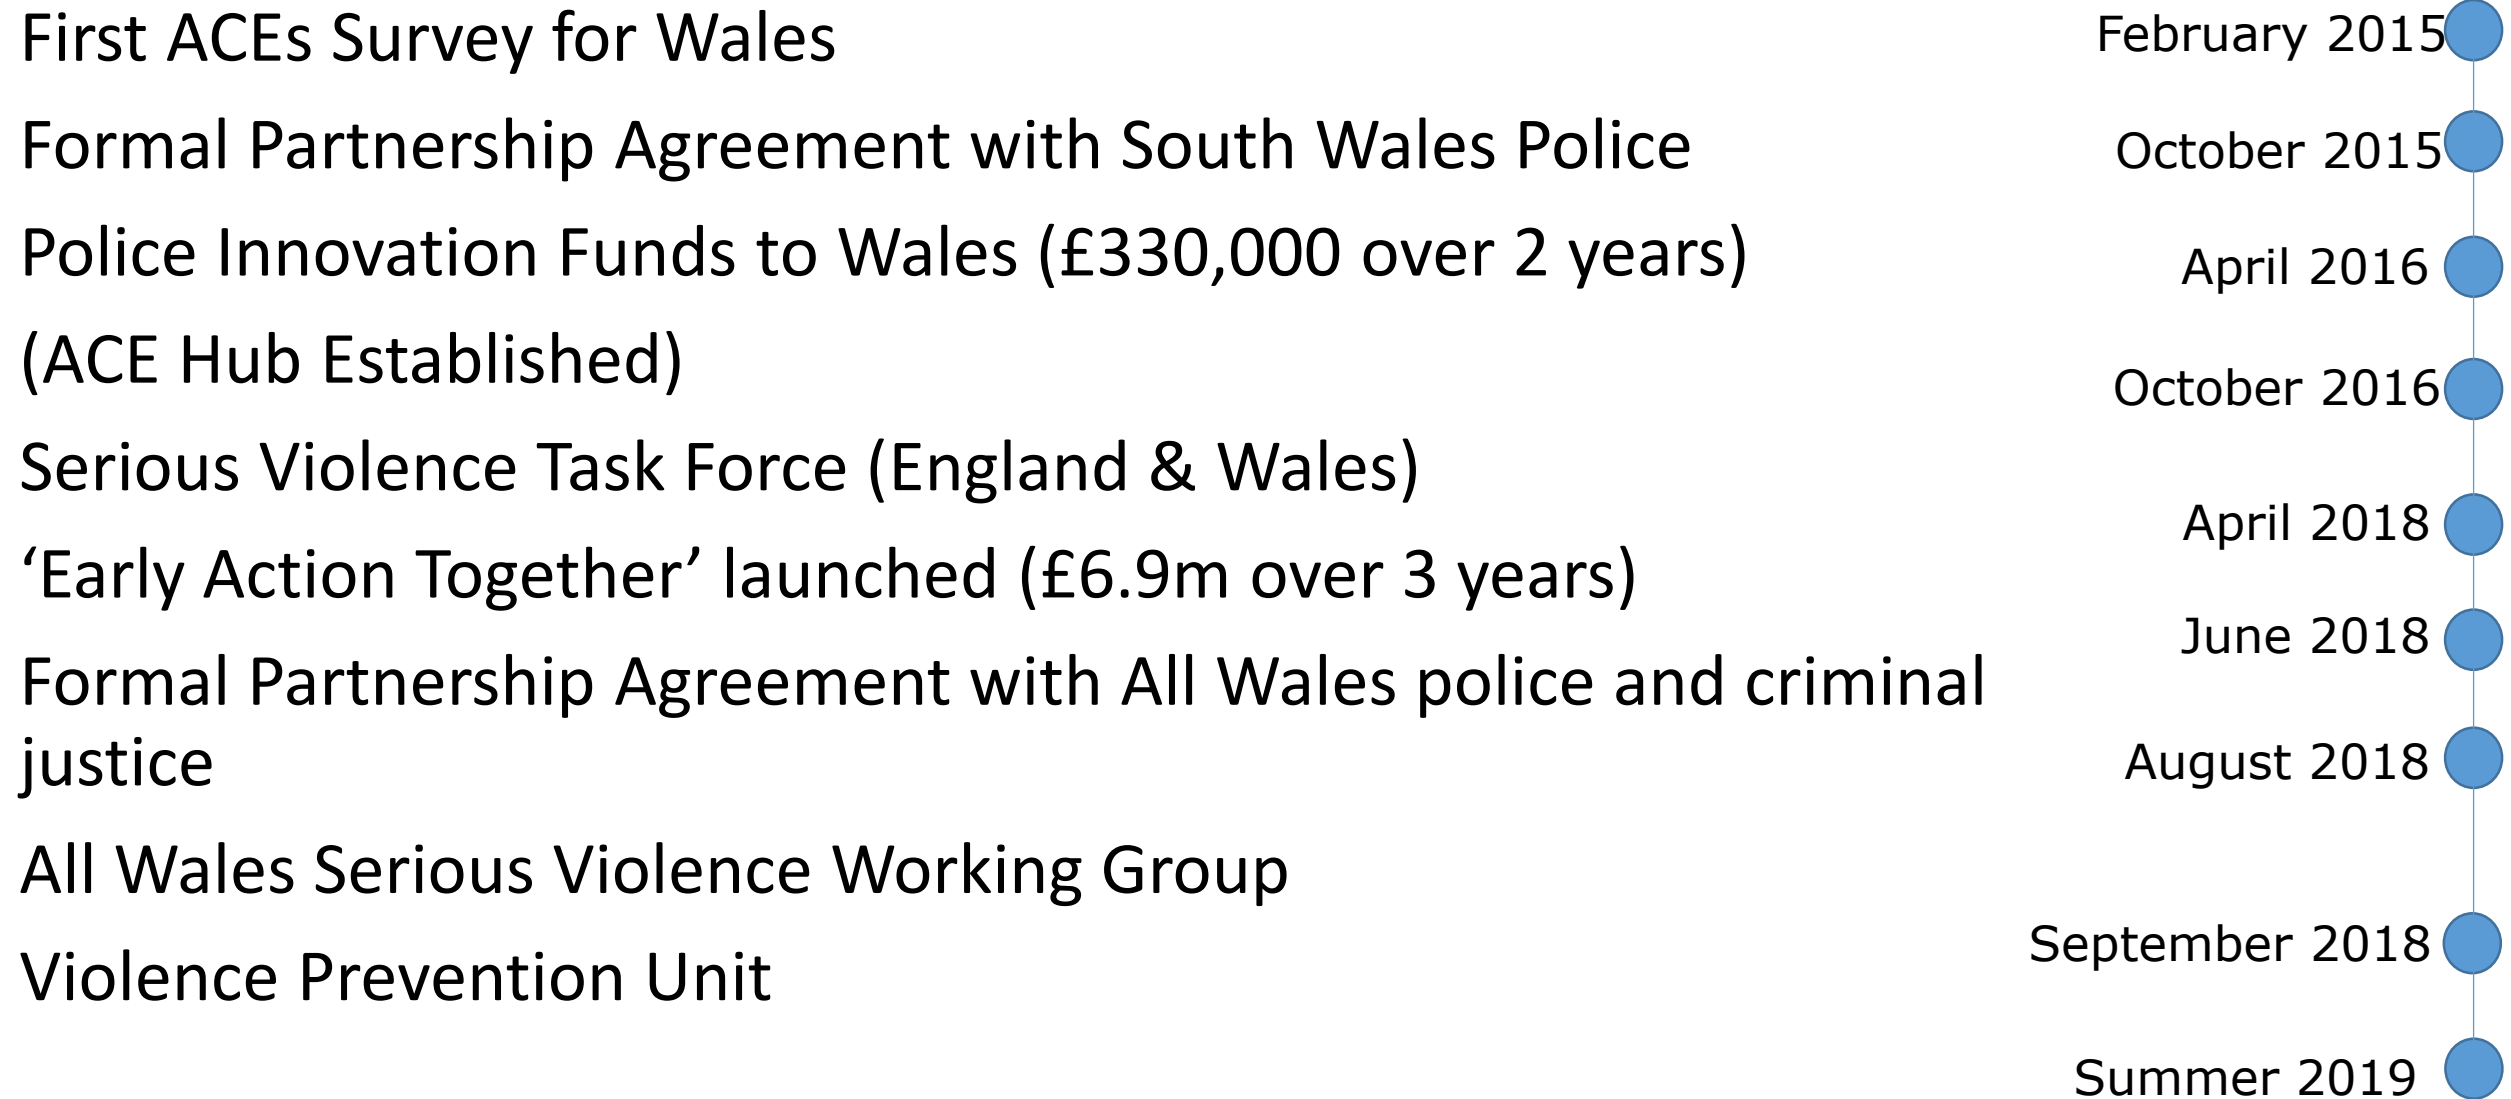 First ACEs Survey for Wales
February 2015
Formal Partnership Agreement with South Wales Police
October 2015
Police Innovation Funds to Wales (£330,000 over 2 years)
April 2016
(ACE Hub Established)
October 2016
Serious Violence Task Force (England & Wales)
April 2018
‘Early Action Together’ launched (£6.9m over 3 years)
June 2018
Formal Partnership Agreement with All Wales police and criminal
justice
August 2018
All Wales Serious Violence Working Group
September 2018
Violence Prevention Unit
Summer 2019